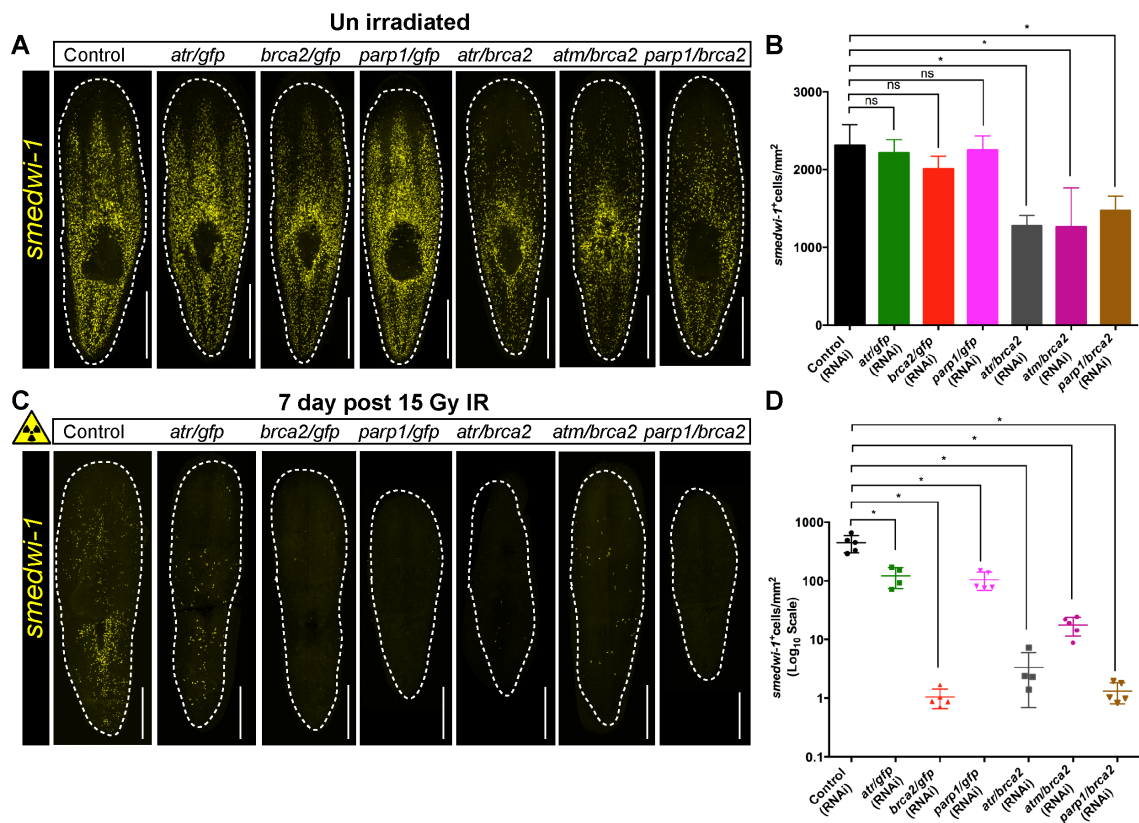 Un irradiated
A
Control atr/gfp brca2/gfp parp1/gfp atr/brca2 atm/brca2 parp1/brca2
smedwi-1
B
*
*
*
ns
ns
ns
3000
2000
1000
0
smedwi-1+cells/mm2
Control (RNAi)
atr/gfp (RNAi)
brca2/gfp (RNAi)
parp1/gfp (RNAi)
atr/brca2 (RNAi)
atm/brca2 (RNAi)
parp1/brca2 (RNAi)
C
7 day post 15 Gy IR
Control atr/gfp brca2/gfp parp1/gfp atr/brca2 atm/brca2 parp1/brca2
smedwi-1
D
*
*
*
*
*
*
1000
100
10
1
0.1
smedwi-1+cells/mm2
(Log10 Scale)
Control (RNAi)
atr/gfp (RNAi)
brca2/gfp (RNAi)
parp1/gfp (RNAi)
atr/brca2 (RNAi)
atm/brca2 (RNAi)
parp1/brca2 (RNAi)